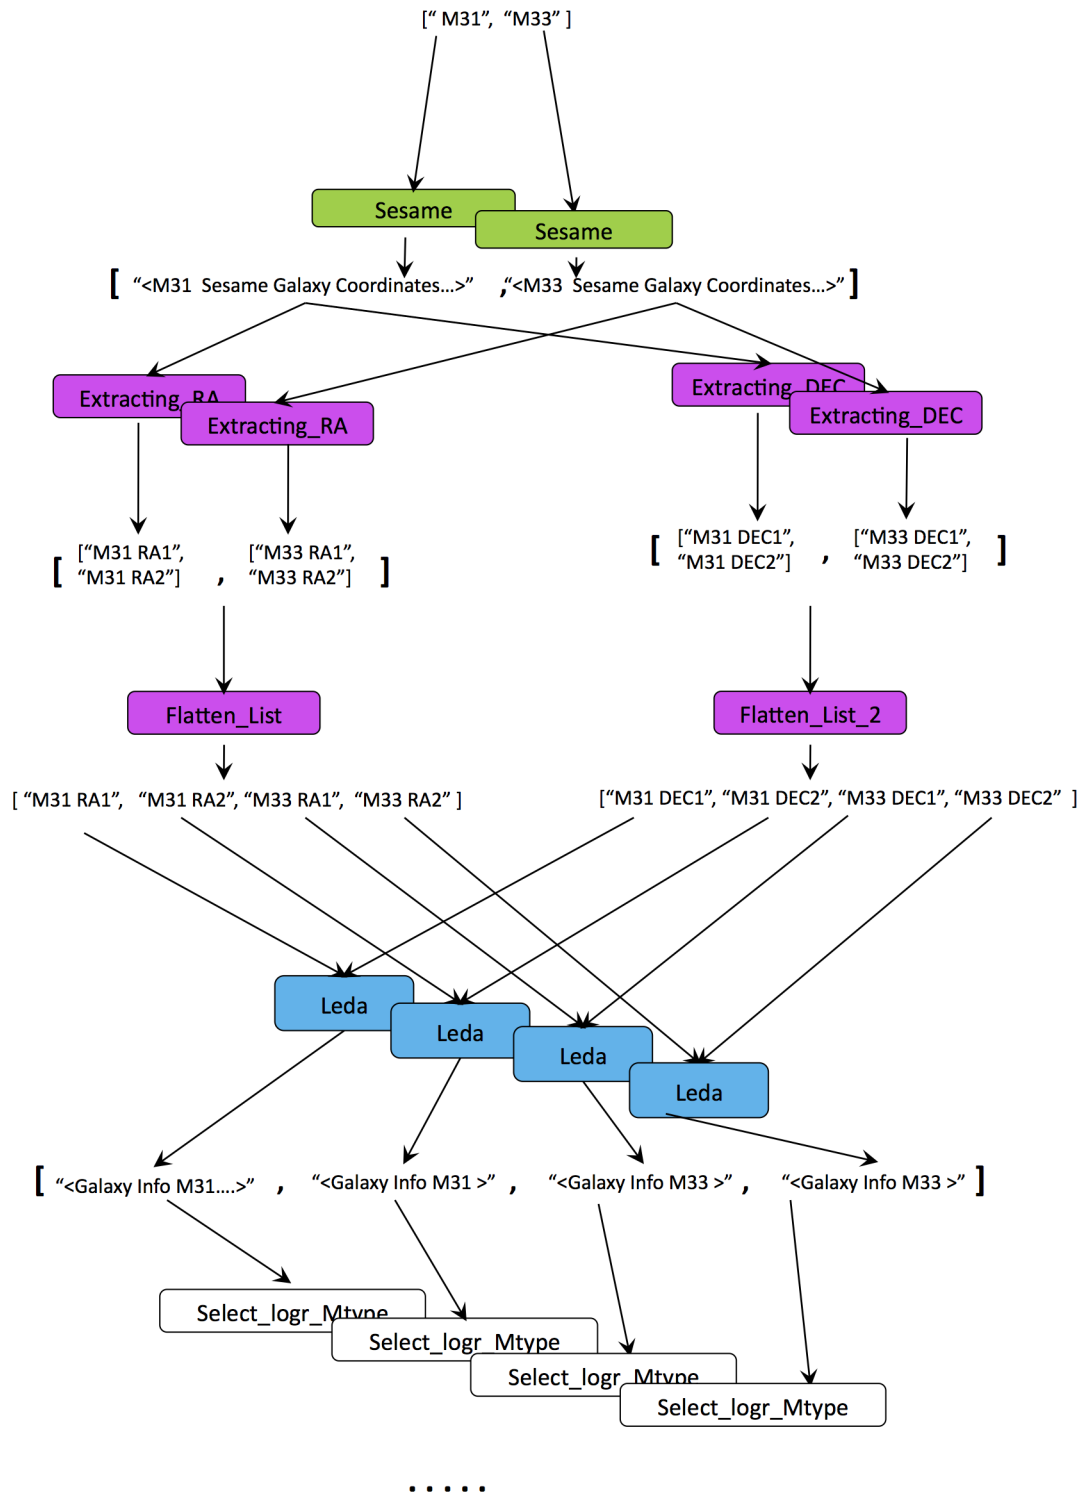 [“ M31”, “M33” ]
Sesame
Sesame
[ “<M31 Sesame Galaxy Coordinates...>” , “<M33 Sesame Galaxy Coordinates...>” ]
Extracting_RA
Extracting_RA
Extracting_DEC
Extracting_DEC
[ [“M31 RA1”,
“M31 RA2”] , [“M33 RA1”,
“M33 RA2”] ]
[ [“M31 DEC1”,
“M31 DEC2”] , [“M33 DEC1”,
“M33 DEC2”] ]
Flatten_List
Flatten_List_2
[ “M31 RA1”, “M31 RA2”, “M33 RA1”, “M33 RA2” ]
[“M31 DEC1”, “M31 DEC2”, “M33 DEC1”, “M33 DEC2” ]
Leda
Leda
Leda
Leda
[ “<Galaxy Info M31....>” , “<Galaxy Info M31 >” , “<Galaxy Info M33 >” , “<Galaxy Info M33 >” ]
Select_logr_Mtype
Select_logr_Mtype
Select_logr_Mtype
Select_logr_Mtype
.....